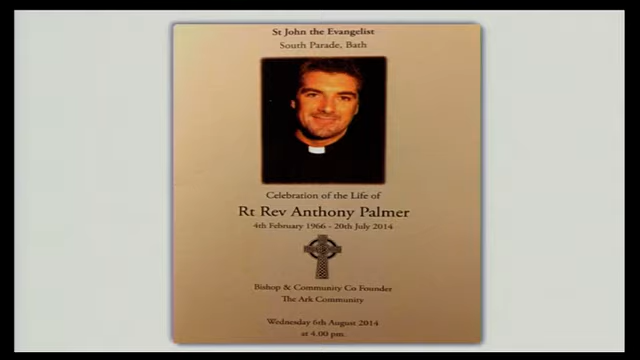 St John the Evangelist
South Parade, Bath
Celebration of the Life of
Rt Rev Anthony Palmer
4th February 1966 - 20th July 2014
Bishop & Community Co Founder
The Ark Community
Wednesday 6th August 2014
at 4.00 pm.